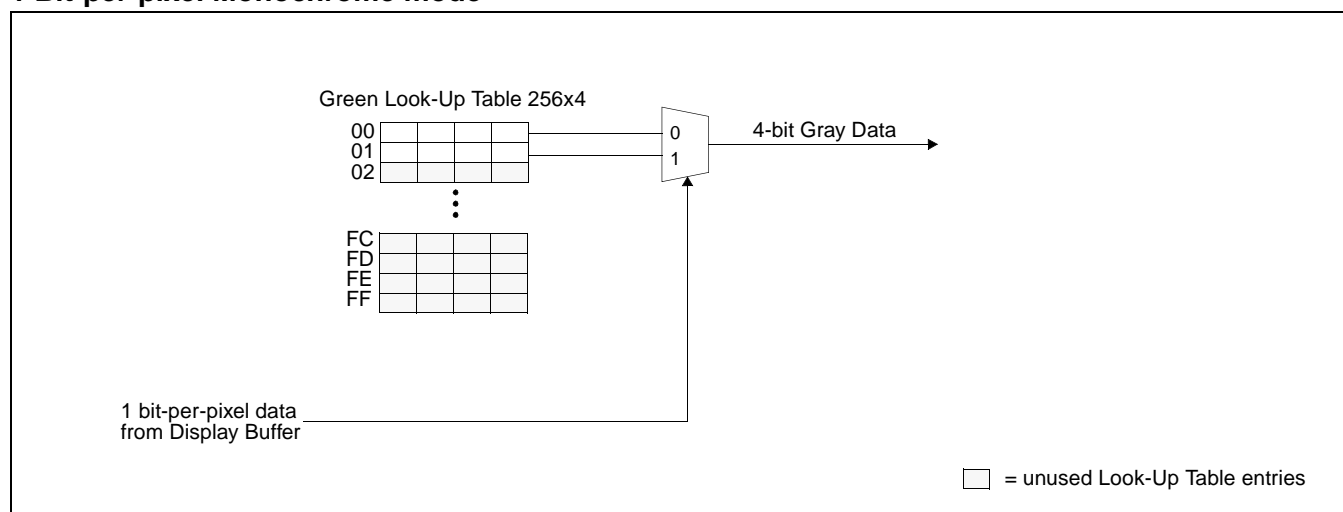 Green Look-Up Table 256x4
00
01
02
0
1
4-bit Gray Data
FC
FD
FE
FF
1 bit-per-pixel data
from Display Buffer
= unused Look-Up Table entries